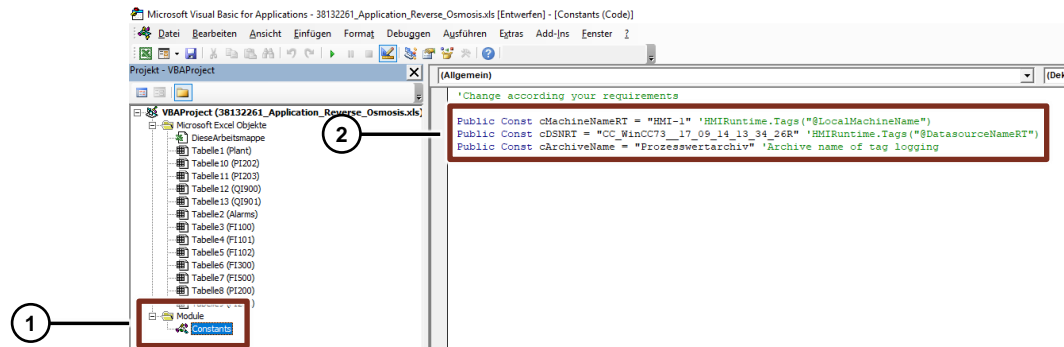 Microsoft Visual Basic for Applications - 38132261_Application_Reverse_Osmosis.xls [Entwerfen] - [Constants (Code)]
Datei Bearbeiten Ansicht Einfügen Format Debuggen Ausführen Extras Add-Ins Fenster ?
Projekt - VBAProject
(Allgemein)
(Dek
VBAProject (38132261_Application_Reverse_Osmosis.xls)
Microsoft Excel Objekte
DieseArbeitsmappe
Tabelle1 (Plant)
Tabelle10 (PI202)
Tabelle11 (PI203)
Tabelle12 (QI900)
Tabelle13 (QI901)
Tabelle2 (Alarms)
Tabelle3 (FI100)
Tabelle4 (FI101)
Tabelle5 (FI102)
Tabelle6 (FI300)
Tabelle7 (FI500)
Tabelle8 (PI200)
Module
Constants
1
2
'Change according your requirements
Public Const cMachineNameRT = "HMI-1" 'HMIRuntime.Tags("@LocalMachineName")
Public Const cDSNRT = "CC_WinCC73__17_09_14_13_34_26R" 'HMIRuntime.Tags("@DatasourceNameRT")
Public Const cArchiveName = "Prozesswertarchiv" 'Archive name of tag logging